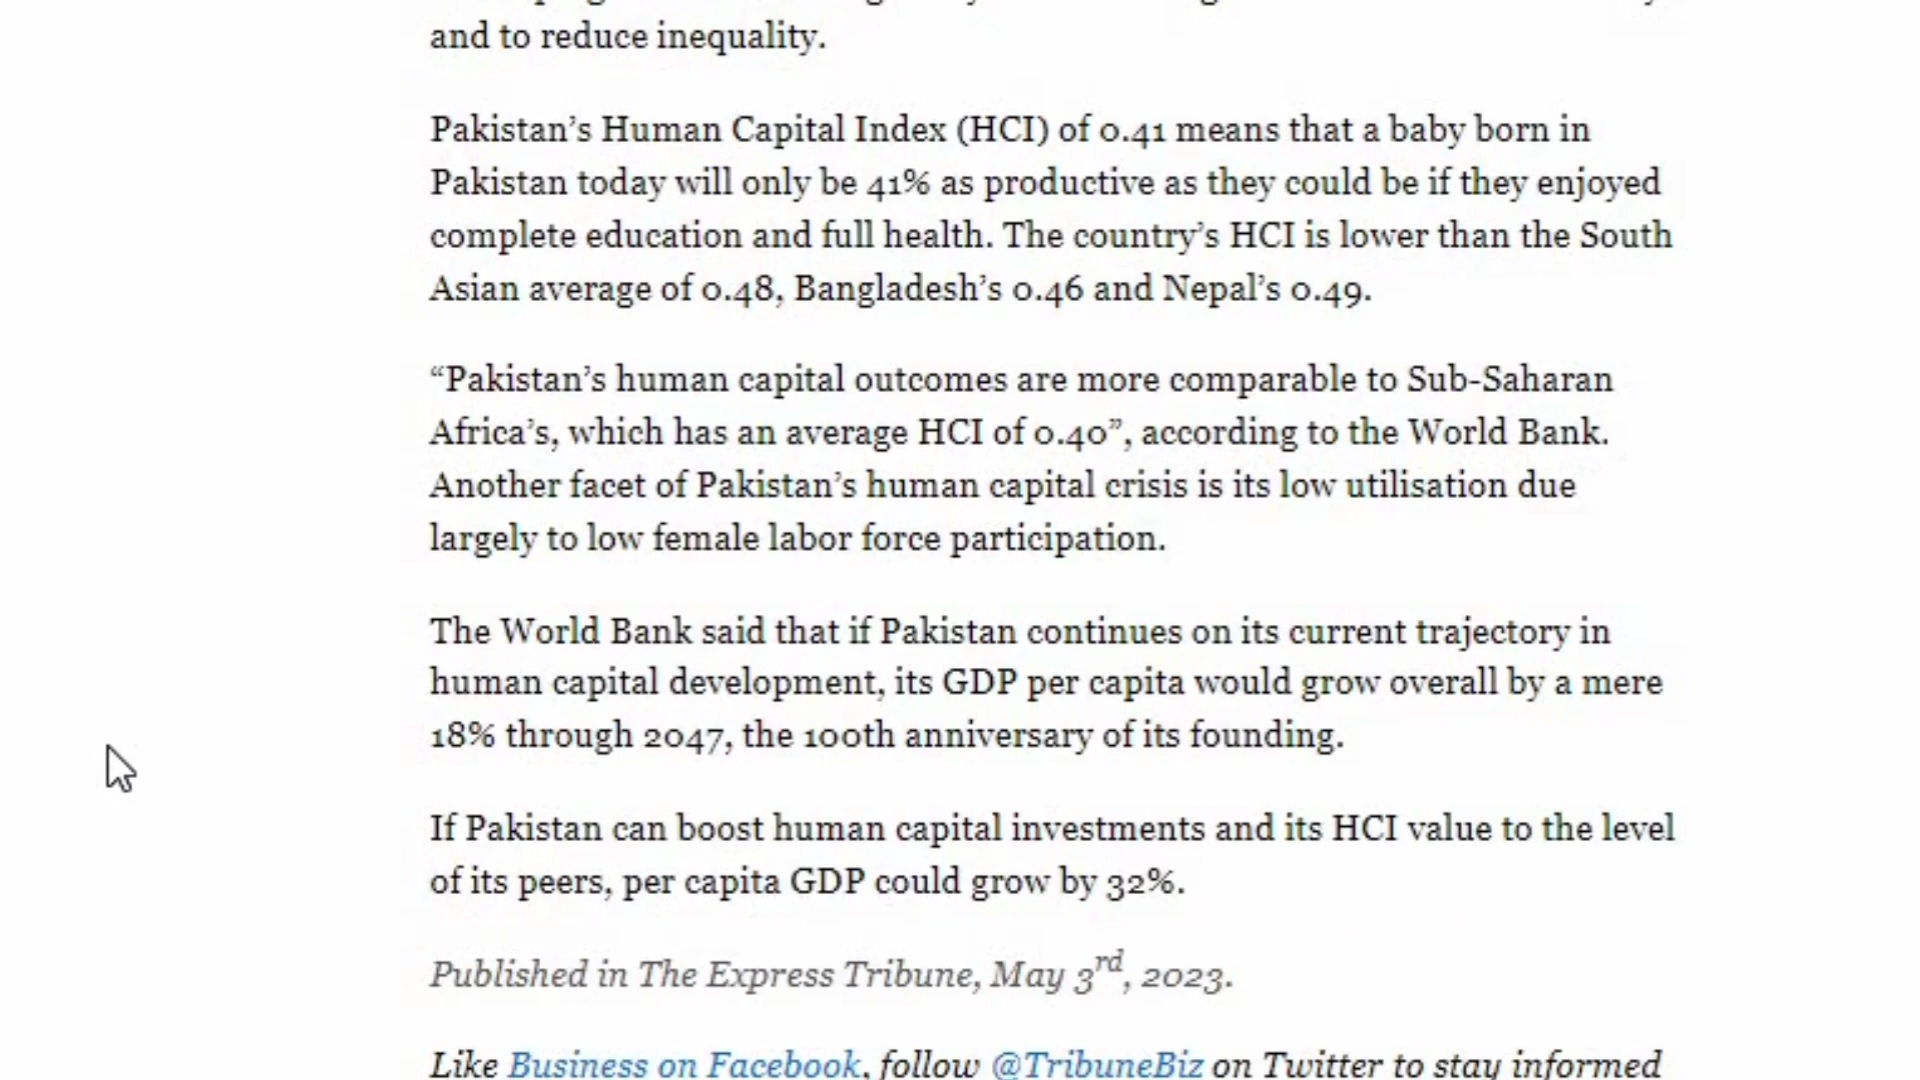 and to reduce inequality.
Pakistan’s Human Capital Index (HCI) of 0.41 means that a baby born in
Pakistan today will only be 41% as productive as they could be if they enjoyed
complete education and full health. The country’s HCI is lower than the South
Asian average of 0.48, Bangladesh’s 0.46 and Nepal’s 0.49.
“Pakistan’s human capital outcomes are more comparable to Sub-Saharan
Africa’s, which has an average HCI of 0.40”, according to the World Bank.
Another facet of Pakistan’s human capital crisis is its low utilisation due
largely to low female labor force participation.
The World Bank said that if Pakistan continues on its current trajectory in
human capital development, its GDP per capita would grow overall by a mere
18% through 2047, the 100th anniversary of its founding.
If Pakistan can boost human capital investments and its HCI value to the level
of its peers, per capita GDP could grow by 32%.
Published in The Express Tribune, May 3rd, 2023.
Like Business on Facebook, follow @TribuneBiz on Twitter to stay informed